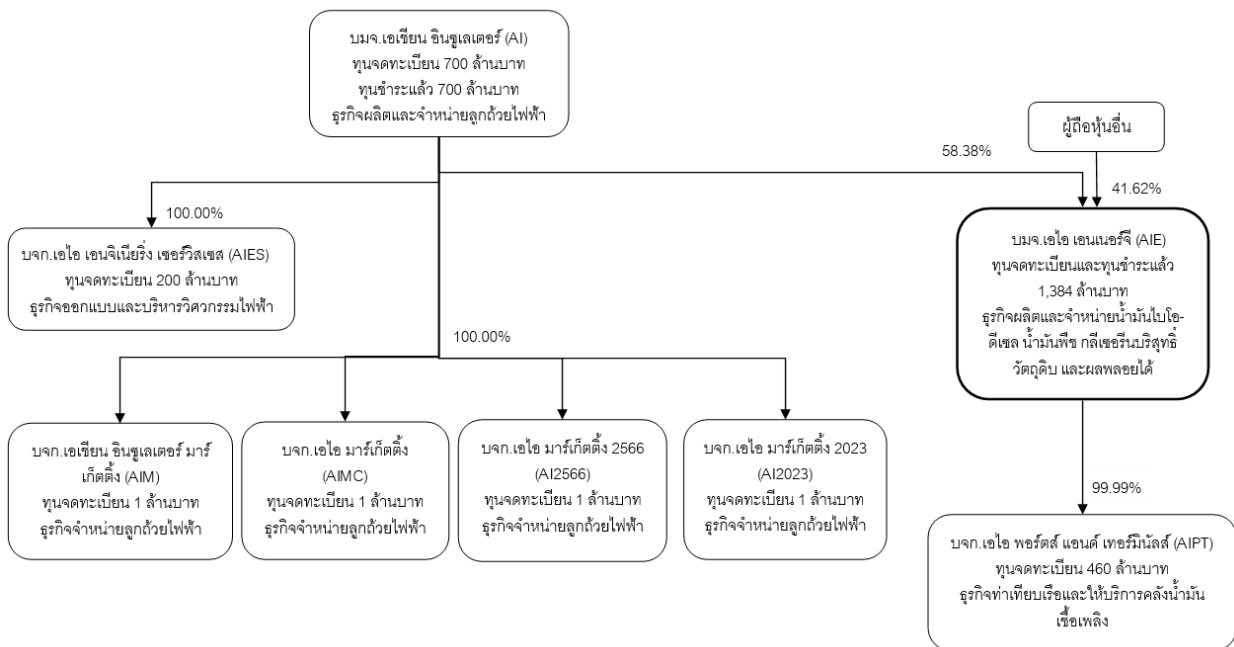 บมจ.เอเชียน อินซูเลเตอร์ (AI)
ทุนจดทะเบียน 700 ล้านบาท
ทุนชำระแล้ว 700 ล้านบาท
ธุรกิจผลิตและจำหน่ายลูกถ้วยไฟฟ้า
ผู้ถือหุ้นอื่น
58.38%
41.62%
100.00%
บจก.เอไอ เอนจิเนียริ่ง เซอร์วิสเซส (AIES)
ทุนจดทะเบียน 200 ล้านบาท
ธุรกิจออกแบบและบริหารวิศวกรรมไฟฟ้า
บมจ.เอไอ เอนเนอร์จี (AIE)
ทุนจดทะเบียนและทุนชำระแล้ว
1,384 ล้านบาท
ธุรกิจผลิตและจำหน่ายน้ำมันไบโอ-
ดีเซล น้ำมันพืช กลีเซอรีนบริสุทธิ์
วัตถุดิบ และผลพลอยได้
100.00%
บจก.เอเชียน อินซูเลเตอร์ มาร์
เก็ตติ้ง (AIM)
ทุนจดทะเบียน 1 ล้านบาท
ธุรกิจจำหน่ายลูกถ้วยไฟฟ้า
บจก.เอไอ มาร์เก็ตติ้ง
(AIMC)
ทุนจดทะเบียน 1 ล้านบาท
ธุรกิจจำหน่ายลูกถ้วยไฟฟ้า
บจก.เอไอ มาร์เก็ตติ้ง 2566
(AI2566)
ทุนจดทะเบียน 1 ล้านบาท
ธุรกิจจำหน่ายลูกถ้วยไฟฟ้า
บจก.เอไอ มาร์เก็ตติ้ง 2023
(AI2023)
ทุนจดทะเบียน 1 ล้านบาท
ธุรกิจจำหน่ายลูกถ้วยไฟฟ้า
99.99%
บจก.เอไอ พอร์ตส์ แอนด์ เทอร์มินัลส์ (AIPT)
ทุนจดทะเบียน 460 ล้านบาท
ธุรกิจท่าเทียบเรือและให้บริการคลังน้ำมัน
เชื้อเพลิง